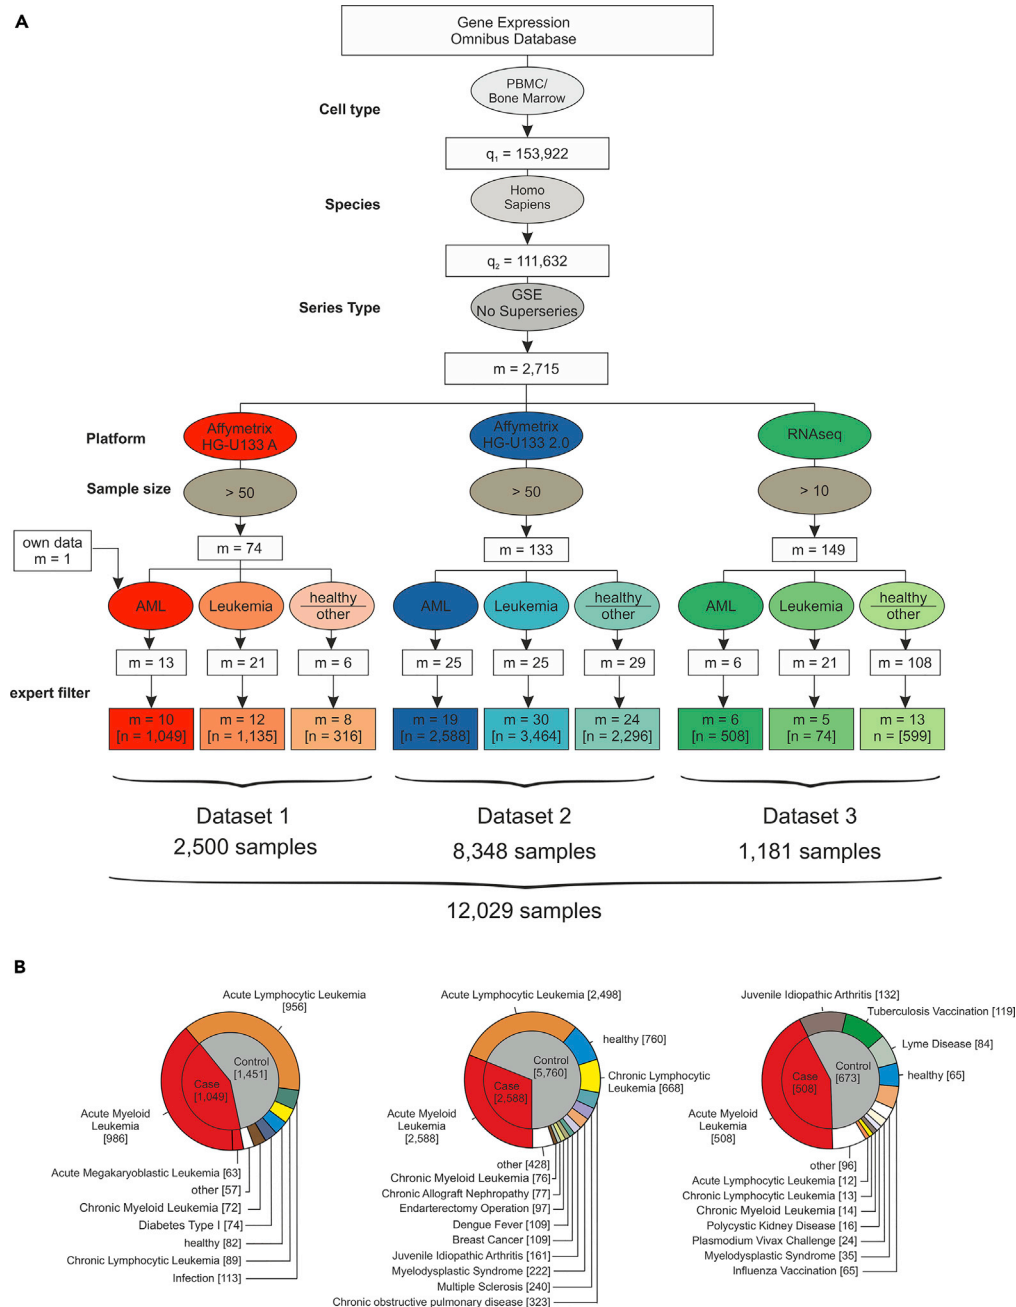 A
Gene Expression
Omnibus Database
PBMC/
Bone Marrow
Cell type
q1 = 153,922
Homo
Sapiens
Species
q2 = 111,632
GSE
No Superseries
Series Type
m = 2,715
Platform
Affymetrix
HG-U133 A
Affymetrix
HG-U133 2.0
RNAseq
Sample size
> 50
> 50
> 10
own data
m = 1
m = 74
m = 133
m = 149
AML
Leukemia
healthy
other
AML
Leukemia
healthy
other
AML
Leukemia
healthy
other
m = 13
m = 21
m = 6
m = 25
m = 25
m = 29
m = 6
m = 21
m = 108
expert filter
m = 10
[n = 1,049]
m = 12
[n = 1,135]
m = 8
[n = 316]
m = 19
[n = 2,588]
m = 30
[n = 3,464]
m = 24
[n = 2,296]
m = 6
[n = 508]
m = 5
[n = 74]
m = 13
n = [599]
Dataset 1
2,500 samples
Dataset 2
8,348 samples
Dataset 3
1,181 samples
12,029 samples
B
Acute Lymphocytic Leukemia
[956]
Control
[1,451]
Case
[1,049]
Acute Myeloid
Leukemia
[986]
Acute Megakaryoblastic Leukemia [63]
other [57]
Chronic Myeloid Leukemia [72]
Diabetes Type I [74]
healthy [82]
Chronic Lymphocytic Leukemia [89]
Infection [113]
Acute Lymphocytic Leukemia [2,498]
healthy [760]
Control
[5,760]
Chronic Lymphocytic
Leukemia [668]
Case
[2,588]
Acute Myeloid
Leukemia
[2,588]
other [428]
Chronic Myeloid Leukemia [76]
Chronic Allograft Nephropathy [77]
Endarterectomy Operation [97]
Dengue Fever [109]
Breast Cancer [109]
Juvenile Idiopathic Arthritis [161]
Myelodysplastic Syndrome [222]
Multiple Sclerosis [240]
Chronic obstructive pulmonary disease [323]
Juvenile Idiopathic Arthritis [132]
Tuberculosis Vaccination [119]
Lyme Disease [84]
healthy [65]
Control
[673]
Case
[508]
Acute Myeloid
Leukemia
[508]
other [96]
Acute Lymphocytic Leukemia [12]
Chronic Lymphocytic Leukemia [13]
Chronic Myeloid Leukemia [14]
Polycystic Kidney Disease [16]
Plasmodium Vivax Challenge [24]
Myelodysplastic Syndrome [35]
Influenza Vaccination [65]